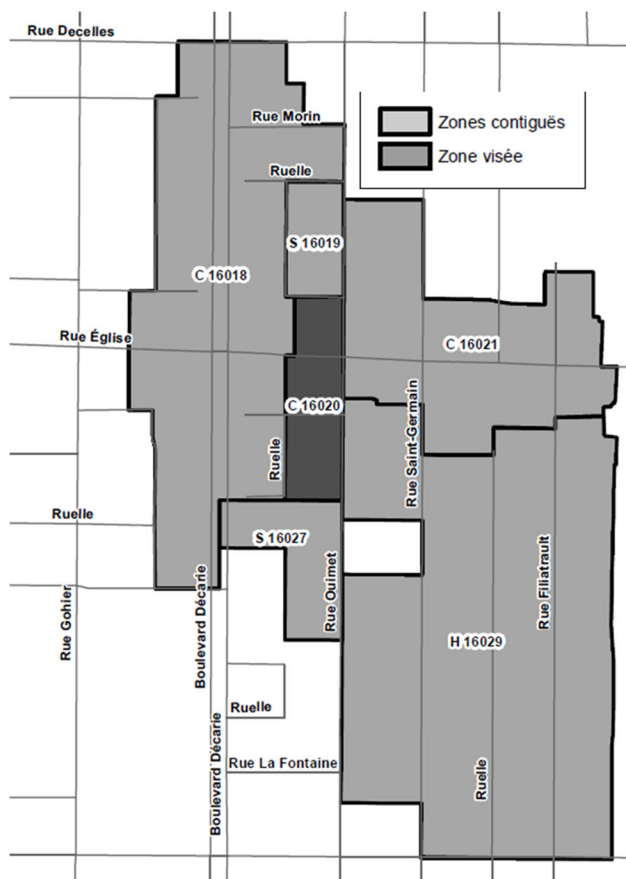 Rue Decelles
Rue Morin
Zones contiguës
Zone visée
Ruelle
S 16019
C 16018
Rue Église
C 16021
C 16020
Rue Saint-Germain
Ruelle
Ruelle
S 16027
Rue Ouimet
Rue Filiatrault
Boulevard Décarie
Rue Gohier
H 16029
Ruelle
Boulevard Décarie
Rue La Fontaine
Ruelle